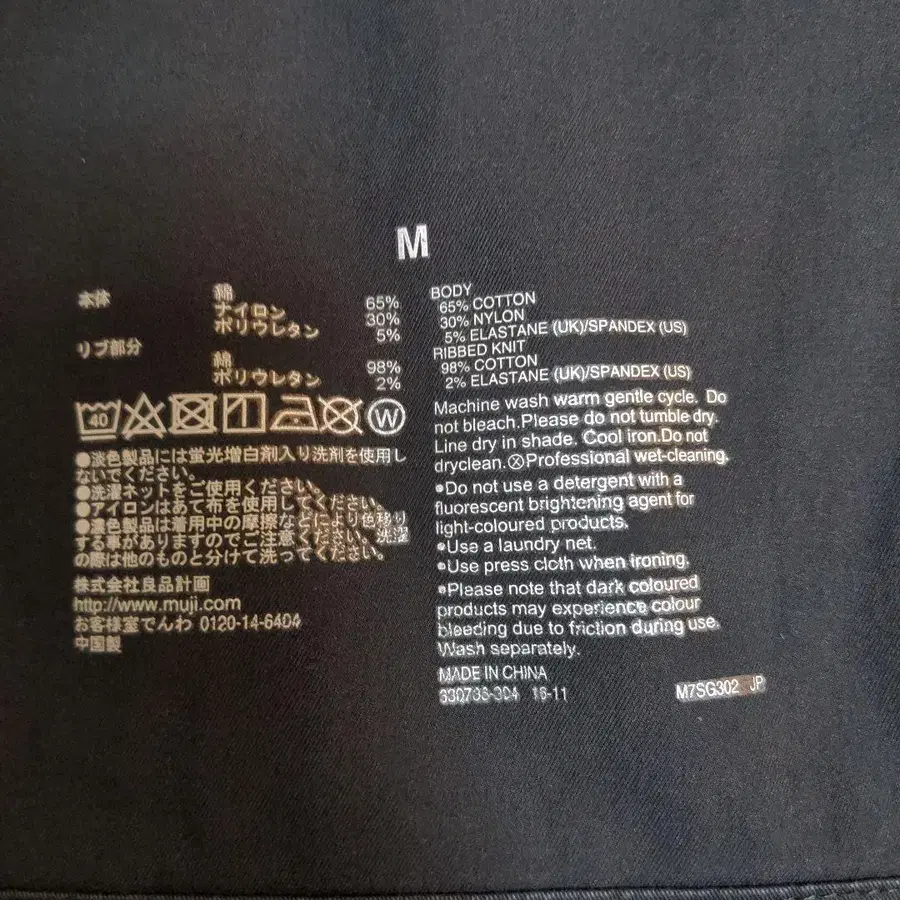 M
本体
綿 65%
ナイロン 30%
ポリウレタン 5%
リブ部分
綿 98%
ポリウレタン 2%
40
W
●淡色製品には蛍光増白剤入り洗剤を使用し
ないでください。
●洗濯ネットをご使用ください。
●アイロンはあて布を使用してください。
●濃色製品は着用中の摩擦などにより色移り
する事がありますのでご注意ください。洗濯
の際は他のものと分けて洗ってください。
株式会社良品計画
http://www.muji.com
お客様室でんわ 0120-14-6404
中国製
BODY
65% COTTON
30% NYLON
5% ELASTANE (UK)/SPANDEX (US)
RIBBED KNIT
98% COTTON
2% ELASTANE (UK)/SPANDEX (US)
Machine wash warm gentle cycle. Do
not bleach.Please do not tumble dry.
Line dry in shade. Cool iron.Do not
dryclean. ⓧProfessional wet-cleaning.
●Do not use a detergent with a
fluorescent brightening agent for
light-coloured products.
●Use a laundry net.
●Use press cloth when ironing.
●Please note that dark coloured
products may experience colour
bleeding due to friction during use.
Wash separately.
MADE IN CHINA
16-11
M7SG302 JP